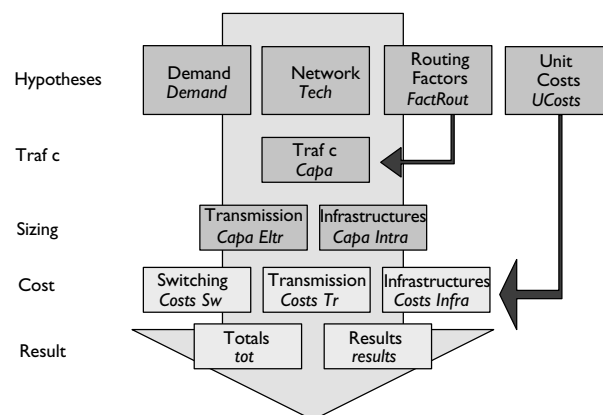 Hypotheses
Demand
Demand
Network
Tech
Routing
Factors
FactRout
Unit
Costs
UCosts
Traf c
Traf c
Capa
Sizing
Transmission
Capa Eltr
Infrastructures
Capa Intra
Cost
Switching
Costs Sw
Transmission
Costs Tr
Infrastructures
Costs Infra
Result
Totals
tot
Results
results